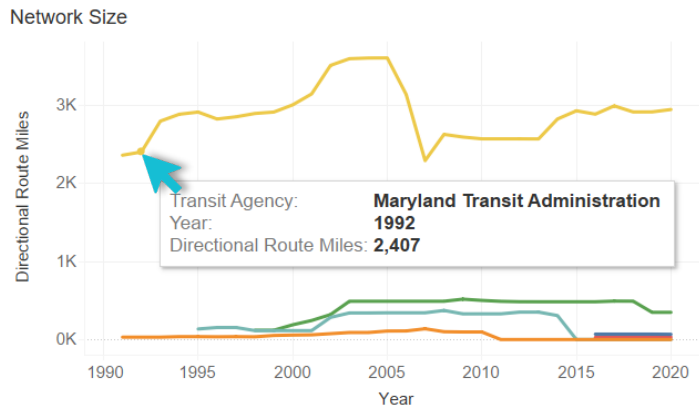 Network Size
Directional Route Miles
3K
2K
1K
0K
Transit Agency: Maryland Transit Administration
Year: 1992
Directional Route Miles: 2,407
1990 1995 2000 2005 2010 2015 2020
Year